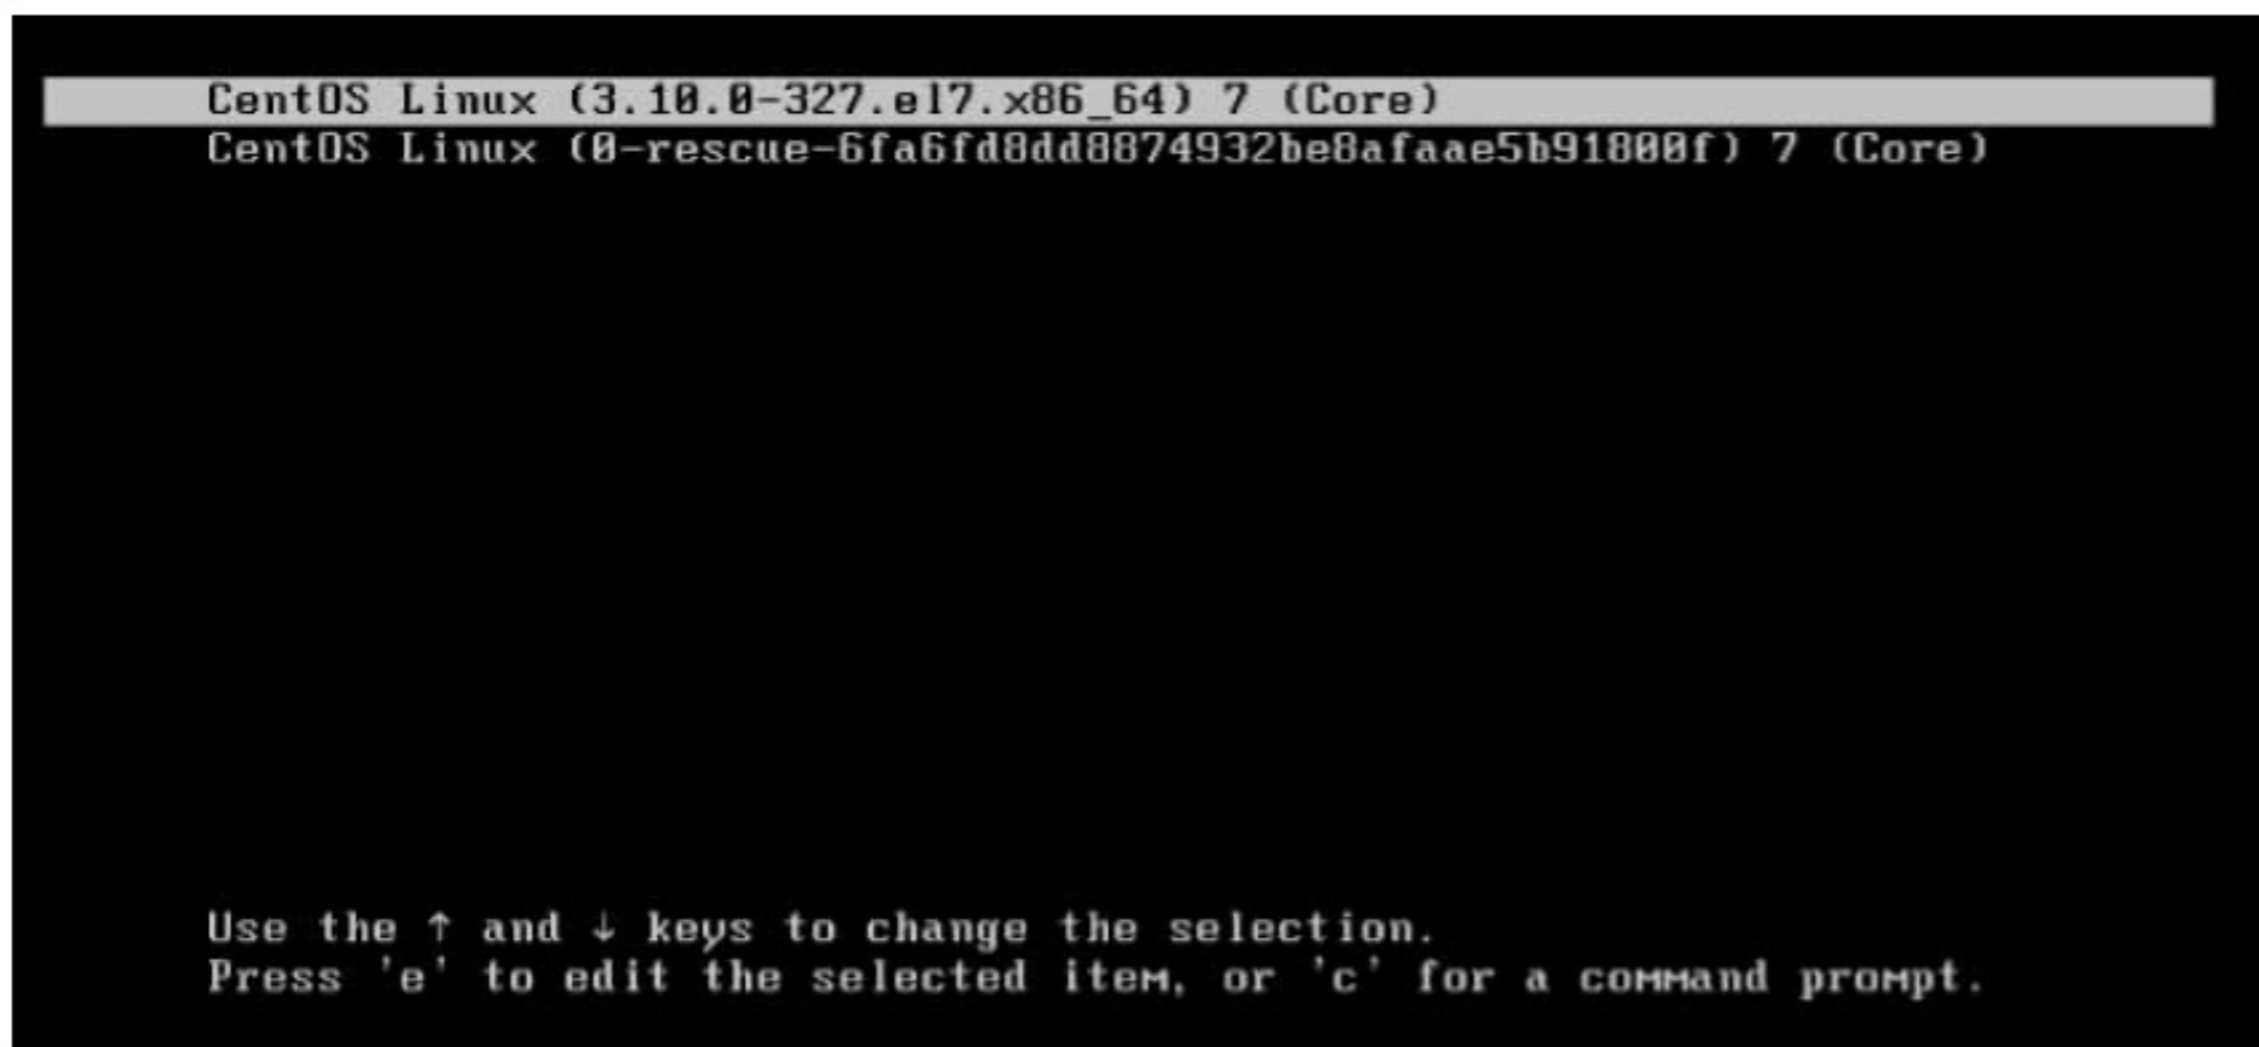 CentOS Linux (3.10.0-327.el7.x86_64) 7 (Core)
CentOS Linux (0-rescue-6fa6fd8dd8874932be8afaae5b91800f) 7 (Core)
Use the ↑ and ↓ keys to change the selection.
Press 'e' to edit the selected item, or 'c' for a command prompt.